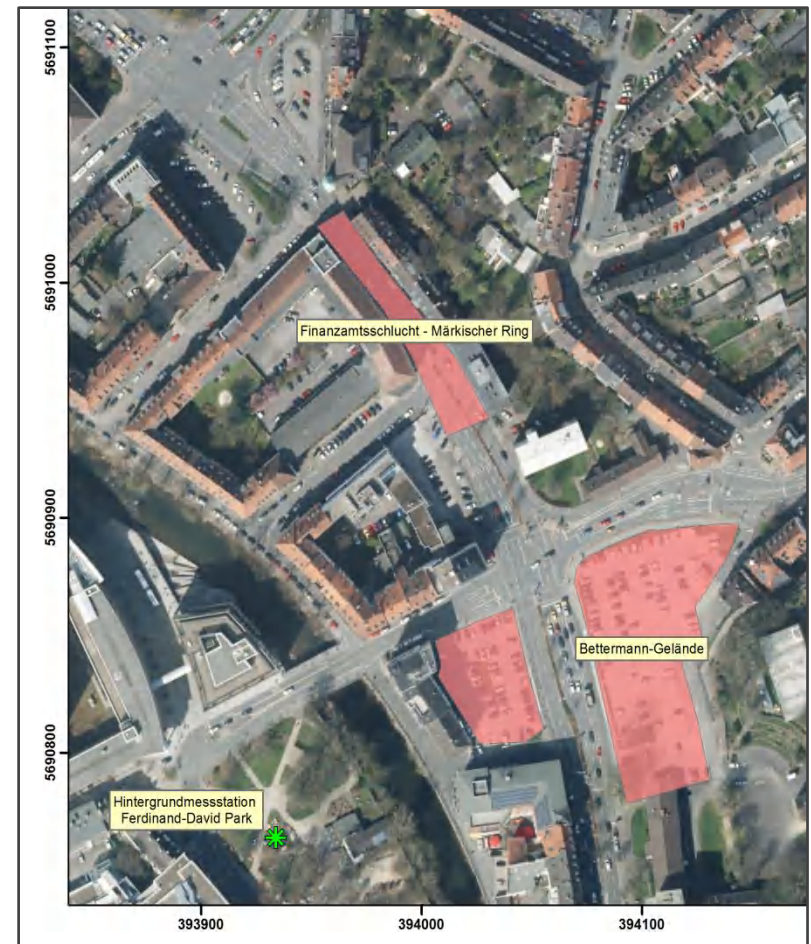 5691100
5691000
5690900
5690800
Finanzamtsschlucht - Märkischer Ring
Bettermann-Gelände
Hintergrundmessstation
Ferdinand-David Park
393900
394000
394100